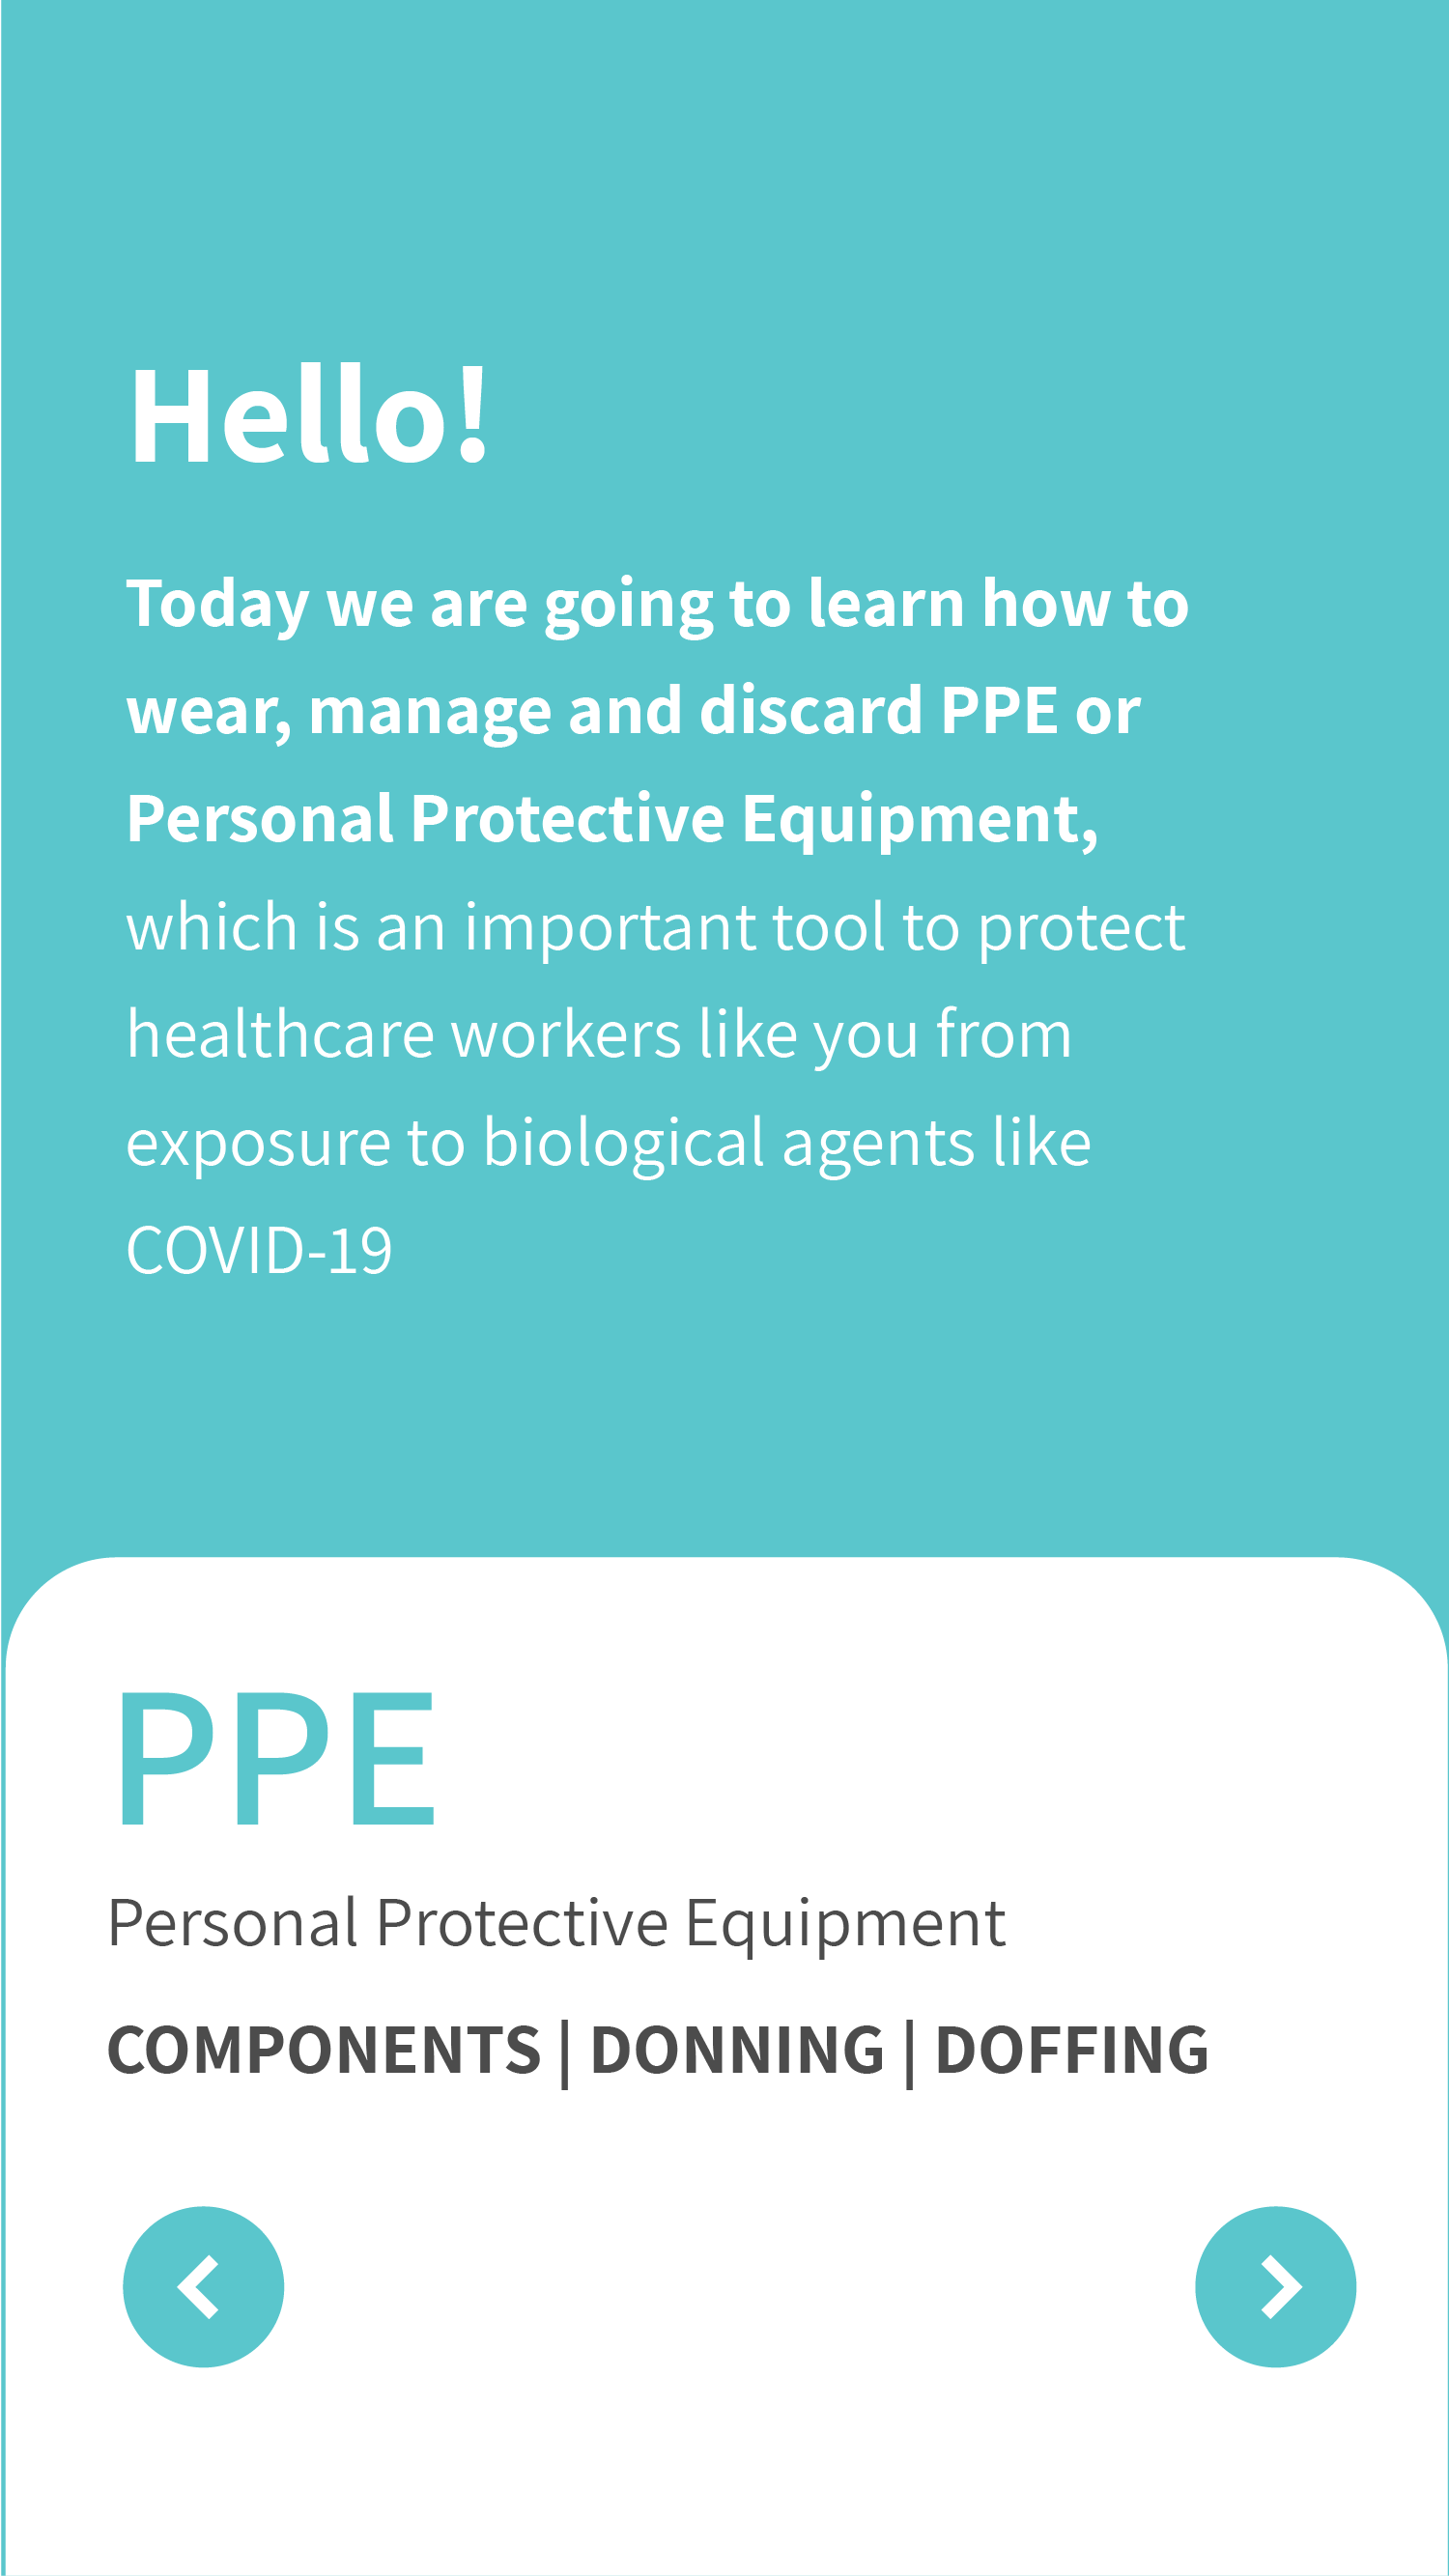 Hello!
Today we are going to learn how to
wear, manage and discard PPE or
Personal Protective Equipment,
which is an important tool to protect
healthcare workers like you from
exposure to biological agents like
COVID-19
PPE
Personal Protective Equipment
COMPONENTS | DONNING | DOFFING